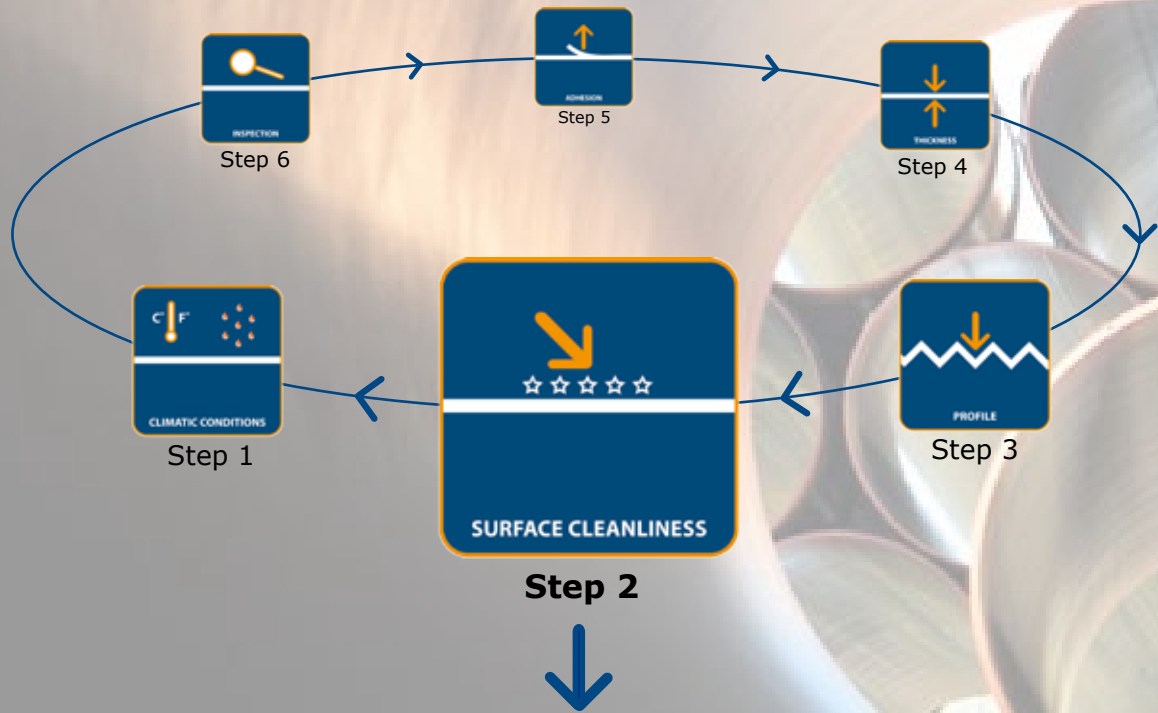 ADHESION
Step 5
INSPECTION
Step 6
THICKNESS
Step 4
C° F°
CLIMATIC CONDITIONS
Step 1
SURFACE CLEANLINESS
Step 2
PROFILE
Step 3